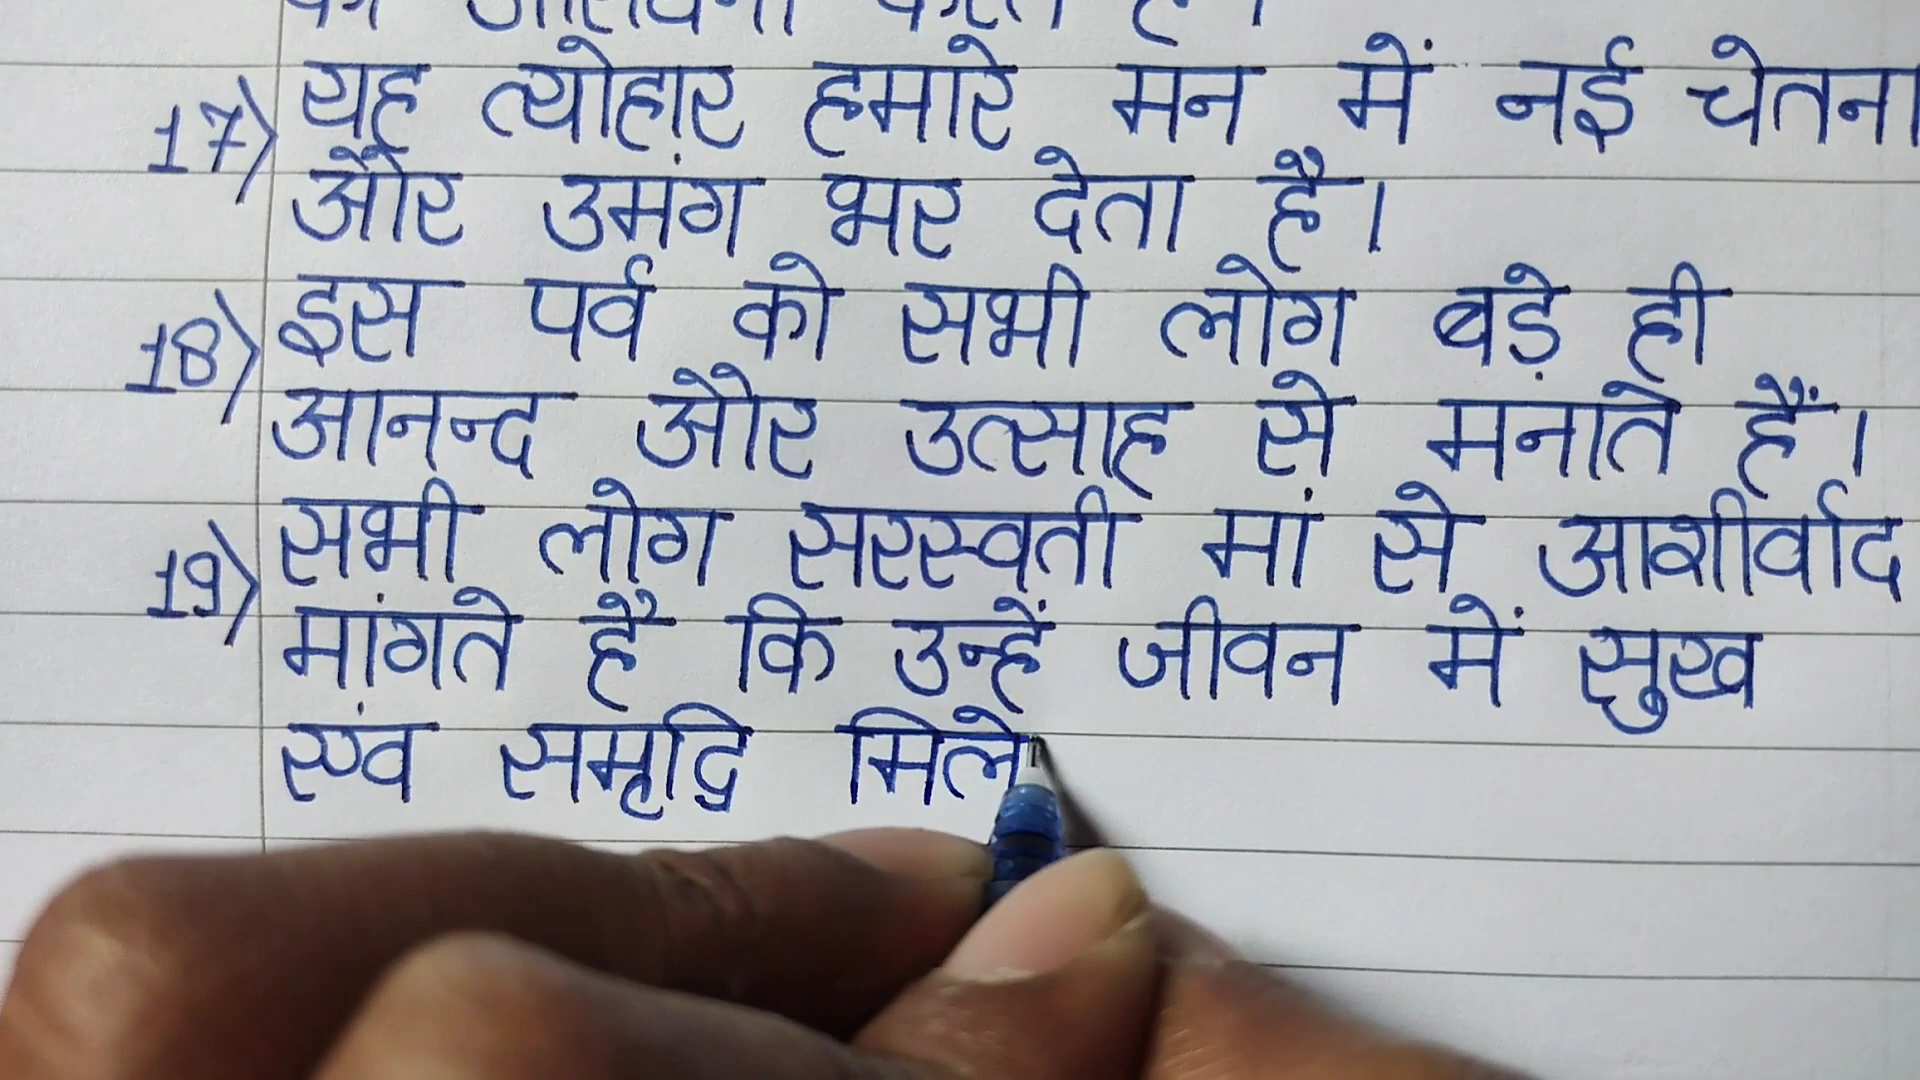 करते हैं।
17) यह त्योहार हमारे मन में नई चेतना
और उमंग भर देता है।
18) इस पर्व को सभी लोग बड़े ही
आनन्द और उत्साह से मनाते हैं।
19) सभी लोग सरस्वती मां से आशीर्वाद
मांगते हैं कि उन्हें जीवन में सुख
एंव समृद्धि मिले